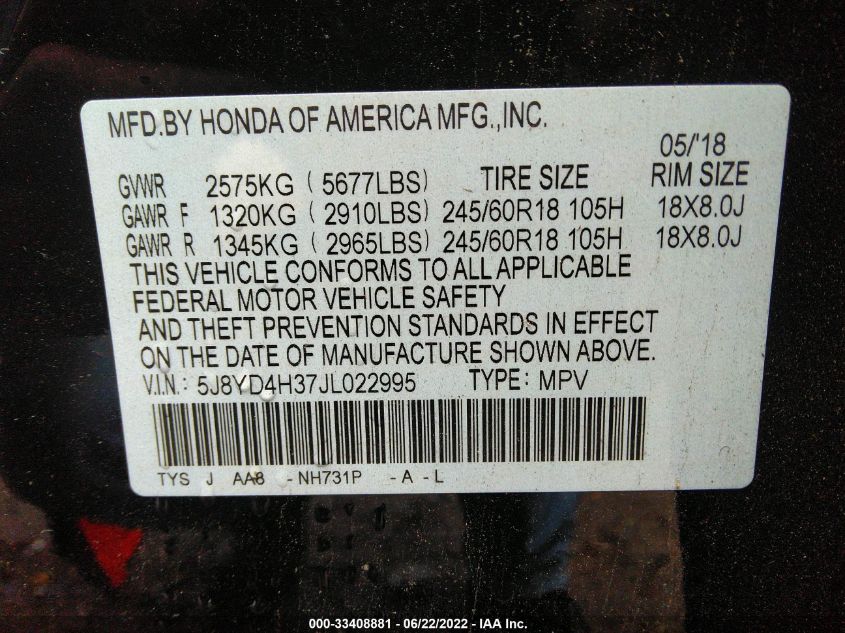 MFD.BY HONDA OF AMERICA MFG.,INC.
05/'18
GVWR 2575KG ( 5677LBS) TIRE SIZE RIM SIZE
GAWR F 1320KG ( 2910LBS) 245/60R18 105H 18X8.0J
GAWR R 1345KG ( 2965LBS) 245/60R18 105H 18X8.0J
THIS VEHICLE CONFORMS TO ALL APPLICABLE
FEDERAL MOTOR VEHICLE SAFETY
AND THEFT PREVENTION STANDARDS IN EFFECT
ON THE DATE OF MANUFACTURE SHOWN ABOVE.
V.I.N.: 5J8YD4H37JL022995 TYPE: MPV
TYS J AA8 - NH731P - A - L
000-33408881 - 06/22/2022 - IAA Inc.